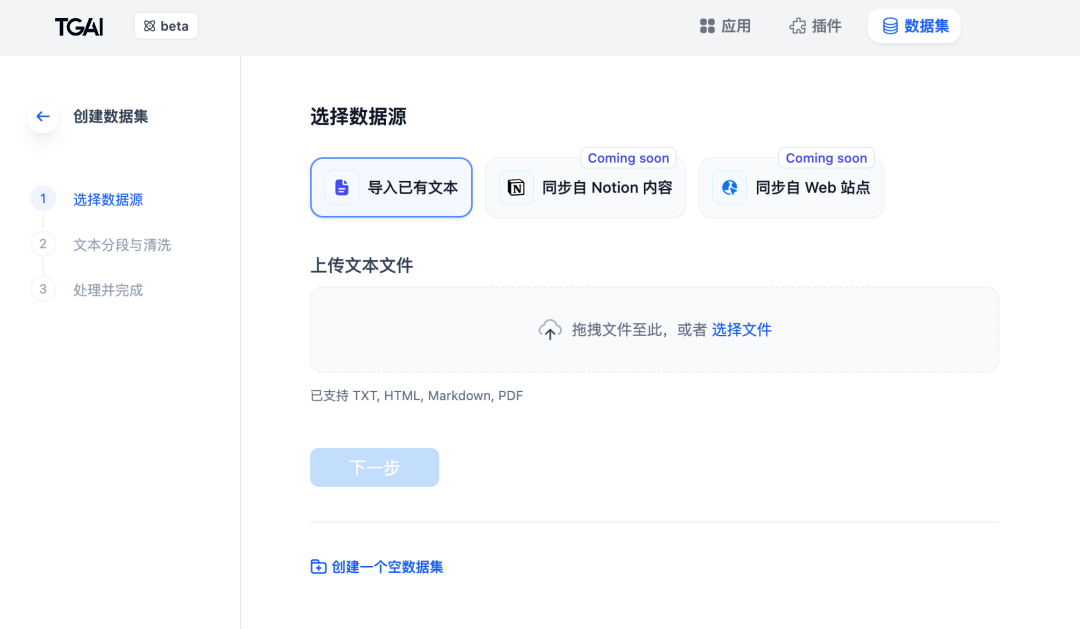 TGAI
beta
应用
插件
数据集
创建数据集
1
选择数据源
2
文本分段与清洗
3
处理并完成
选择数据源
导入已有文本
Coming soon
同步自 Notion 内容
Coming soon
同步自 Web 站点
上传文本文件
拖拽文件至此，或者 选择文件
已支持 TXT, HTML, Markdown, PDF
下一步
创建一个空数据集